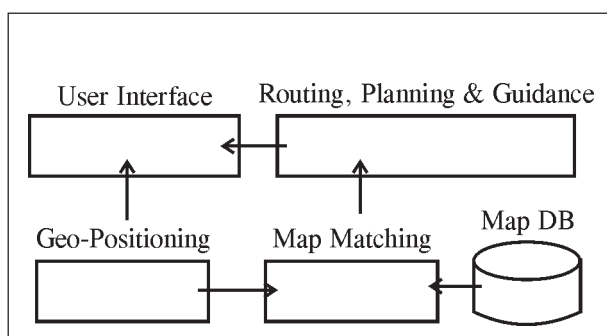 User Interface
Routing, Planning & Guidance
Geo-Positioning
Map Matching
Map DB